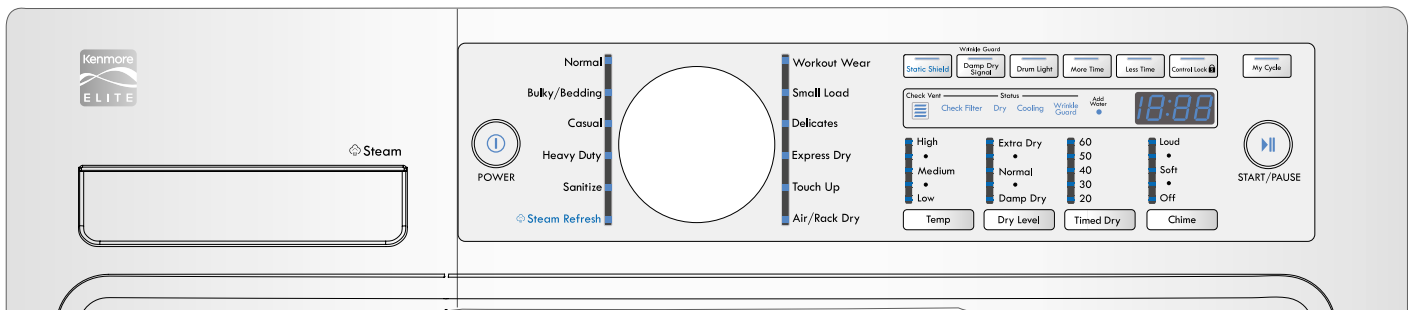 Kenmore
ELITE
Steam
POWER
Normal
Bulky/Bedding
Casual
Heavy Duty
Sanitize
Steam Refresh
Workout Wear
Small Load
Delicates
Express Dry
Touch Up
Air/Rack Dry
Wrinkle Guard
Static Shield
Damp Dry
Signal
Drum Light
More Time
Less Time
Control Lock
My Cycle
Check Vent
Status
Check Filter
Dry
Cooling
Wrinkle
Guard
Add
Water
18:88
High
Medium
Low
Temp
Extra Dry
Normal
Damp Dry
Dry Level
60
50
40
30
20
Timed Dry
Loud
Soft
Off
Chime
START/PAUSE